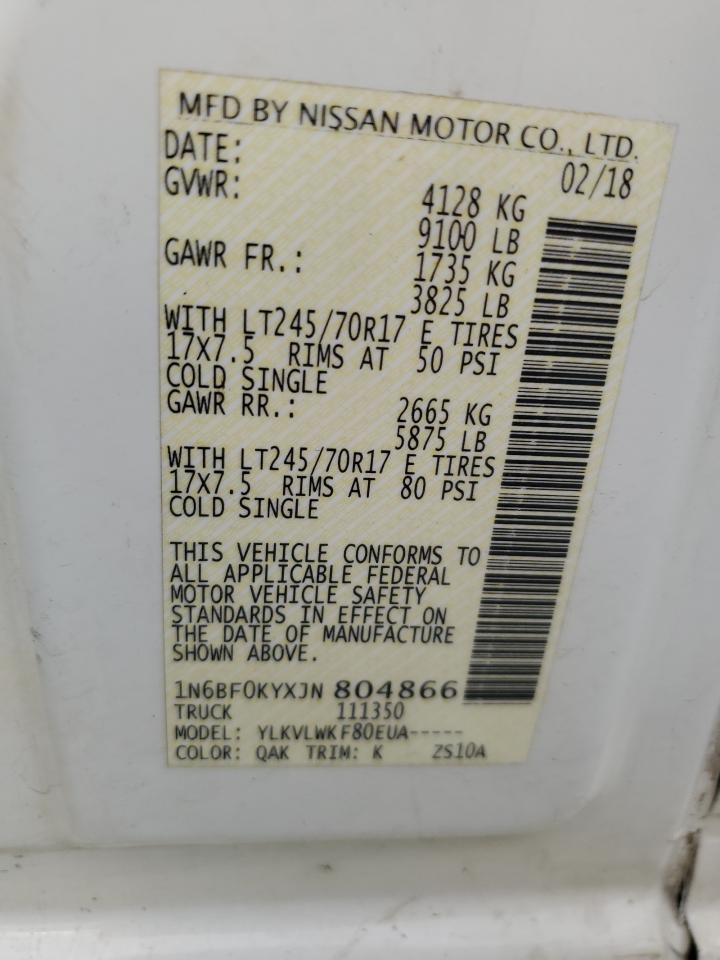 MFD BY NISSAN MOTOR CO., LTD.
DATE: 02/18
GVWR: 4128 KG
9100 LB
GAWR FR.: 1735 KG
3825 LB
WITH LT245/70R17 E TIRES
17X7.5 RIMS AT 50 PSI
COLD SINGLE
GAWR RR.: 2665 KG
5875 LB
WITH LT245/70R17 E TIRES
17X7.5 RIMS AT 80 PSI
COLD SINGLE
THIS VEHICLE CONFORMS TO
ALL APPLICABLE FEDERAL
MOTOR VEHICLE SAFETY
STANDARDS IN EFFECT ON
THE DATE OF MANUFACTURE
SHOWN ABOVE.
1N6BF0KYXJN 804866
TRUCK 111350
MODEL: YLKVLWKF80EUA-----
COLOR: QAK TRIM: K ZS10A